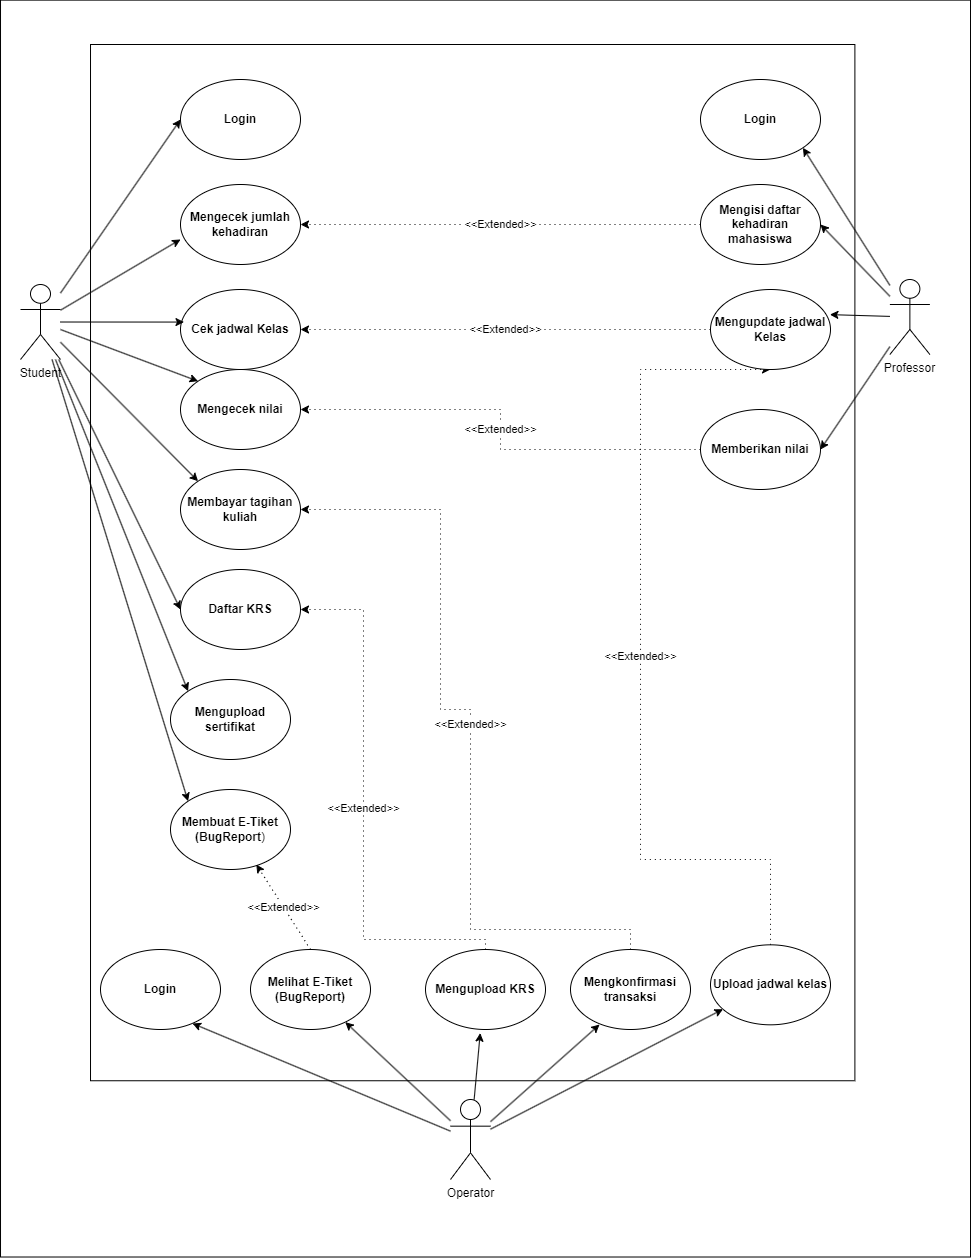 Login
Login
Mengecek jumlah
kehadiran
<<Extended>>
Mengisi daftar
kehadiran
mahasiswa
Student
Cek jadwal Kelas
<<Extended>>
Mengupdate jadwal
Kelas
Professor
Mengecek nilai
<<Extended>>
Memberikan nilai
Membayar tagihan
kuliah
Daftar KRS
<<Extended>>
Mengupload
sertifikat
<<Extended>>
<<Extended>>
Membuat E-Tiket
(BugReport)
<<Extended>>
Login
Melihat E-Tiket
(BugReport)
Mengupload KRS
Mengkonfirmasi
transaksi
Upload jadwal kelas
Operator